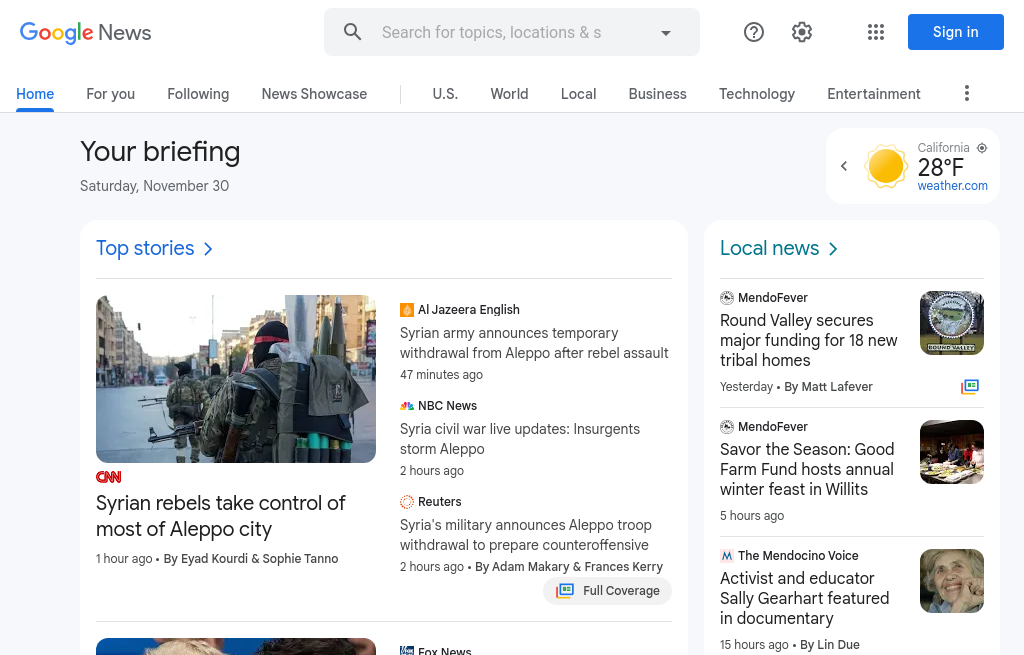 Google News
Search for topics, locations & s
Sign in
Home
For you
Following
News Showcase
U.S.
World
Local
Business
Technology
Entertainment
Your briefing
Saturday, November 30
California
28°F
weather.com
Top stories
CNN
Syrian rebels take control of
most of Aleppo city
1 hour ago • By Eyad Kourdi & Sophie Tanno
Al Jazeera English
Syrian army announces temporary
withdrawal from Aleppo after rebel assault
47 minutes ago
NBC News
Syria civil war live updates: Insurgents
storm Aleppo
2 hours ago
Reuters
Syria's military announces Aleppo troop
withdrawal to prepare counteroffensive
2 hours ago • By Adam Makary & Frances Kerry
Full Coverage
Fox News
Local news
MendoFever
Round Valley secures
major funding for 18 new
tribal homes
ROUND VALLEY
Yesterday • By Matt Lafever
MendoFever
Savor the Season: Good
Farm Fund hosts annual
winter feast in Willits
5 hours ago
The Mendocino Voice
Activist and educator
Sally Gearhart featured
in documentary
15 hours ago • By Lin Due